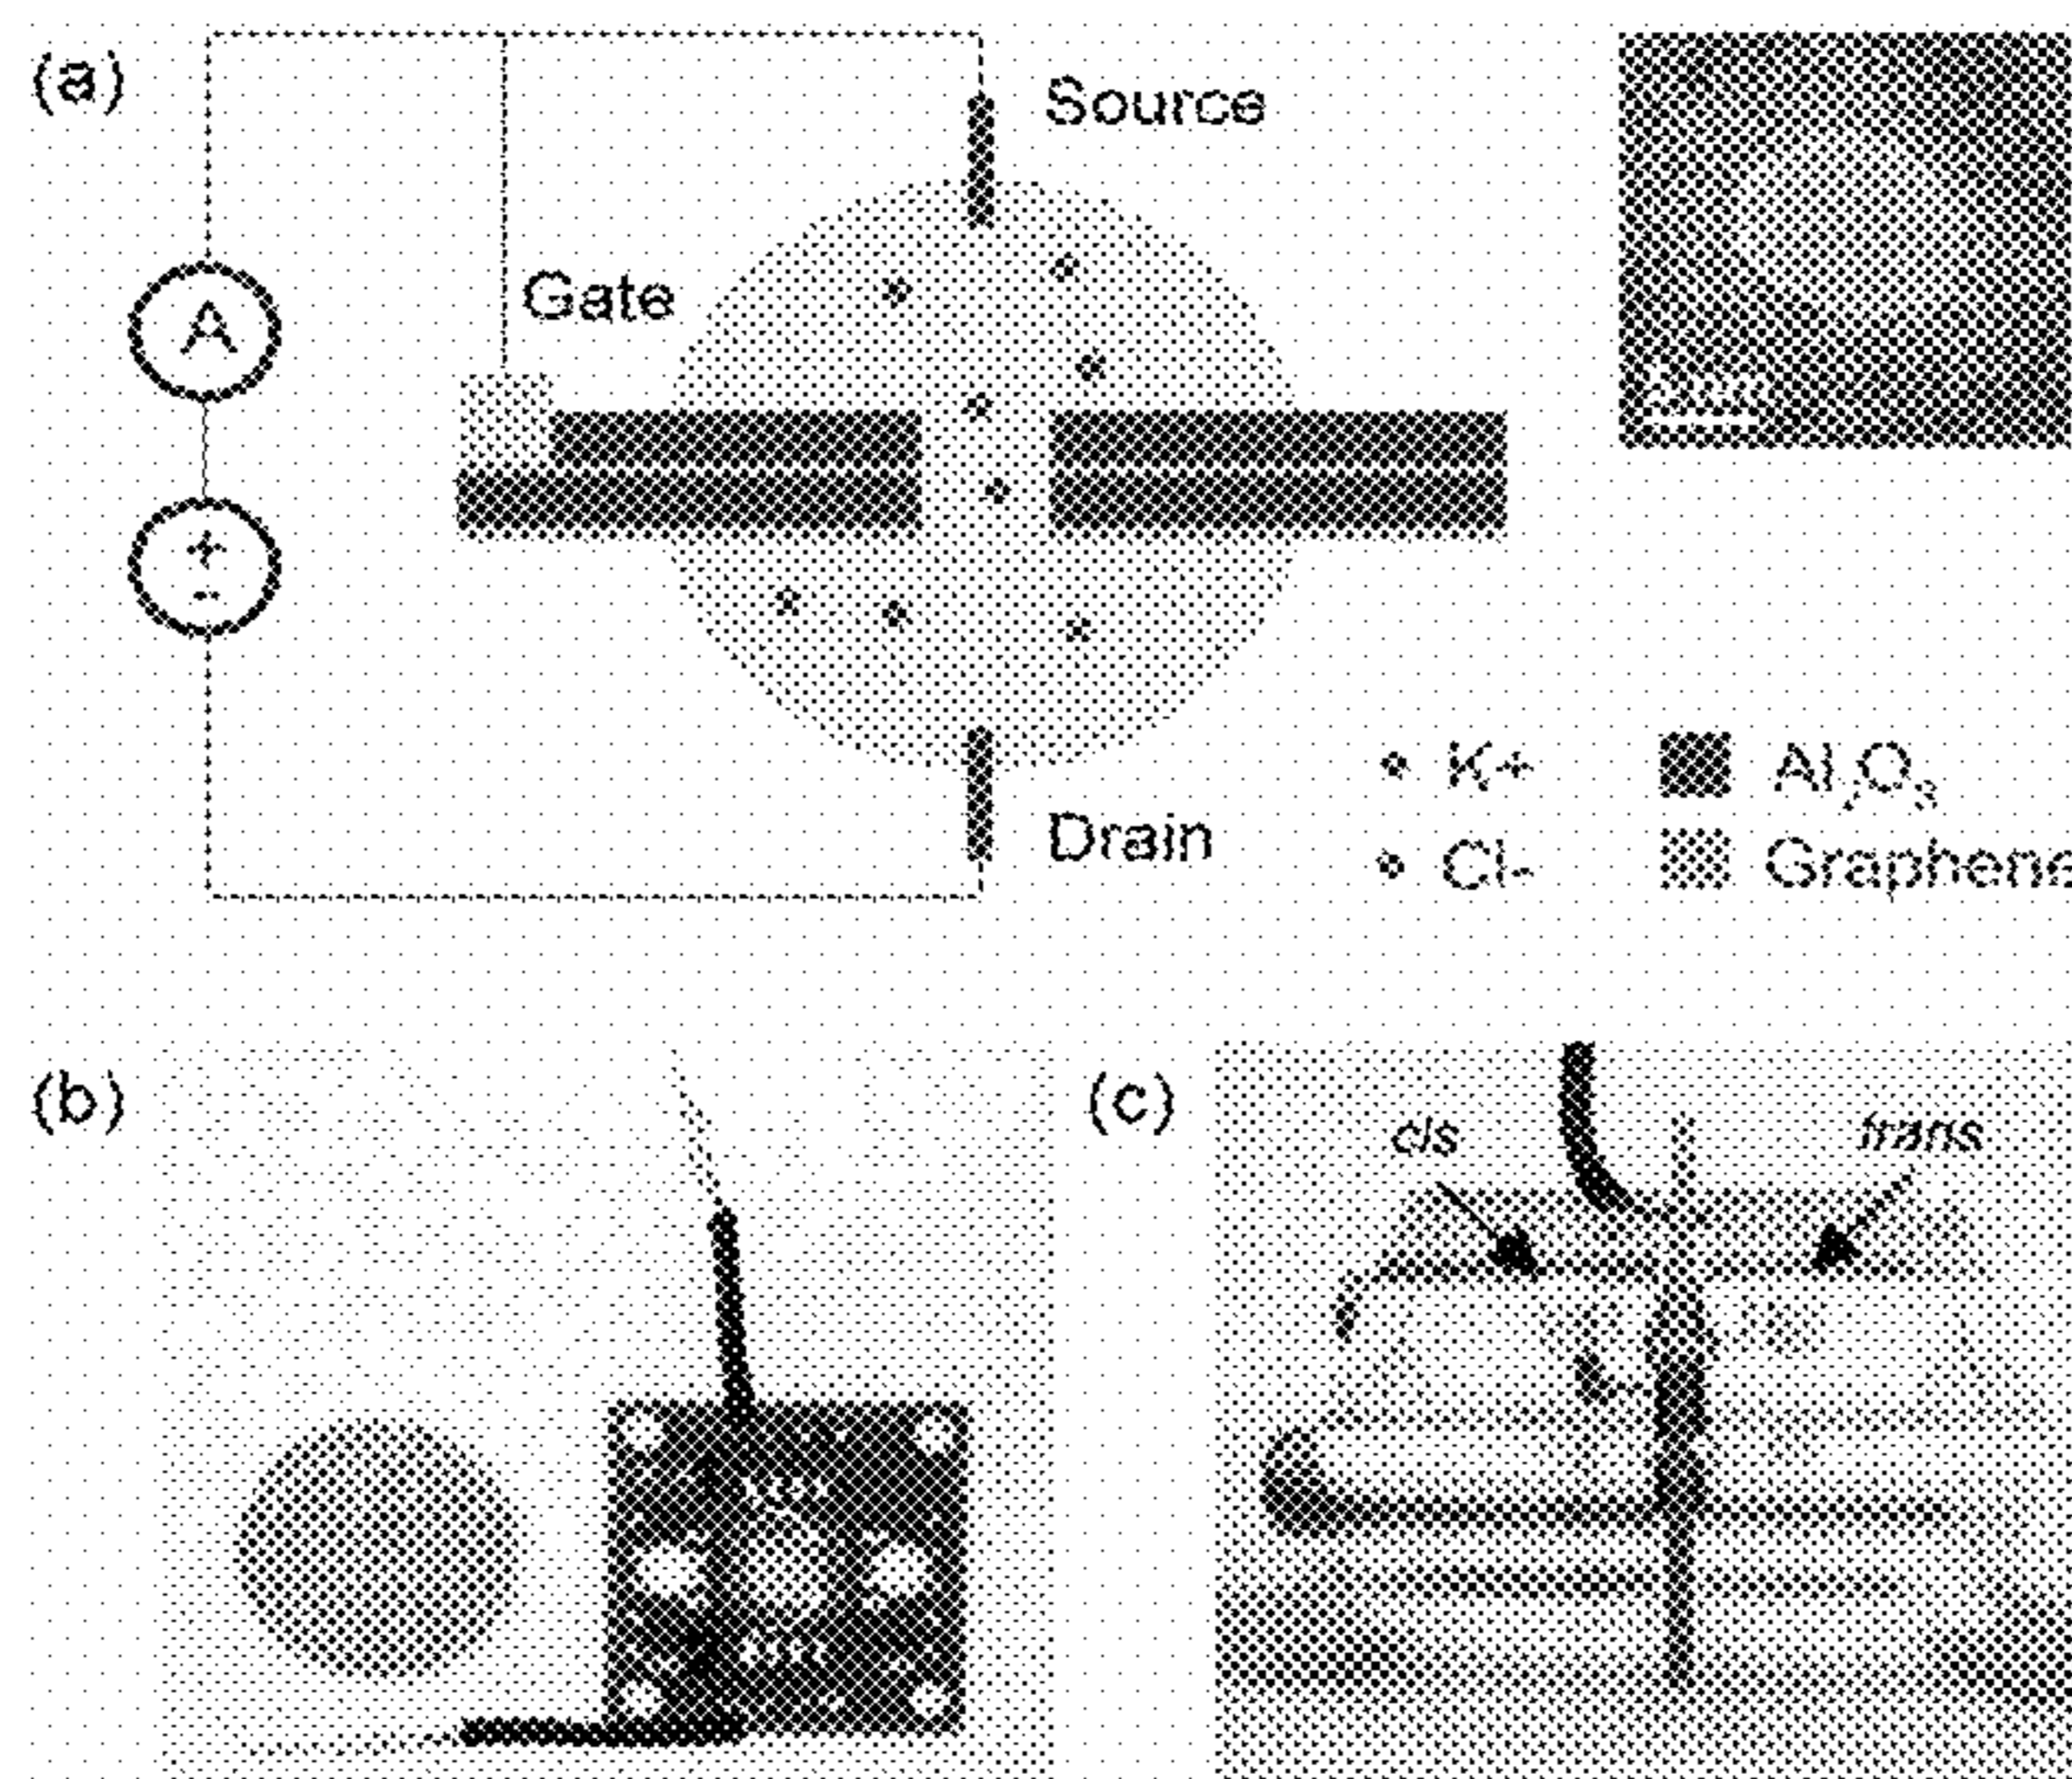 (a)
Source
Gate
A
+
-
K+
Al₂O₃
Drain
Cl-
Graphene
(b)
(c)
cis
trans